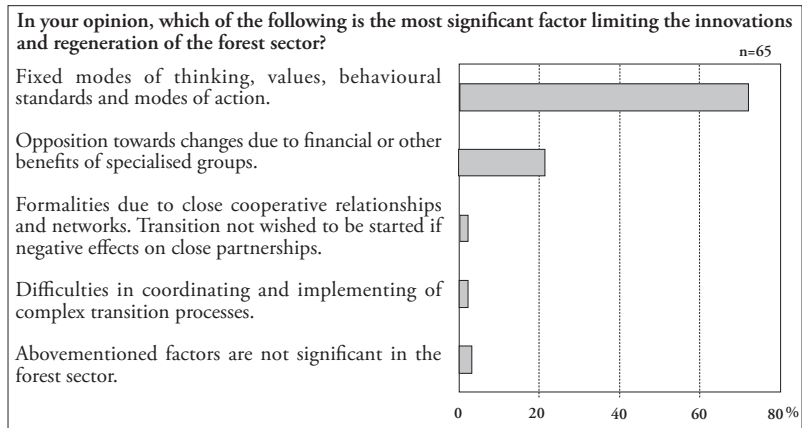 In your opinion, which of the following is the most significant factor limiting the innovations
and regeneration of the forest sector?
n=65
Fixed modes of thinking, values, behavioural
standards and modes of action.
Opposition towards changes due to financial or other
benefits of specialised groups.
Formalities due to close cooperative relationships
and networks. Transition not wished to be started if
negative effects on close partnerships.
Difficulties in coordinating and implementing of
complex transition processes.
Abovementioned factors are not significant in the
forest sector.
0 20 40 60 80 %